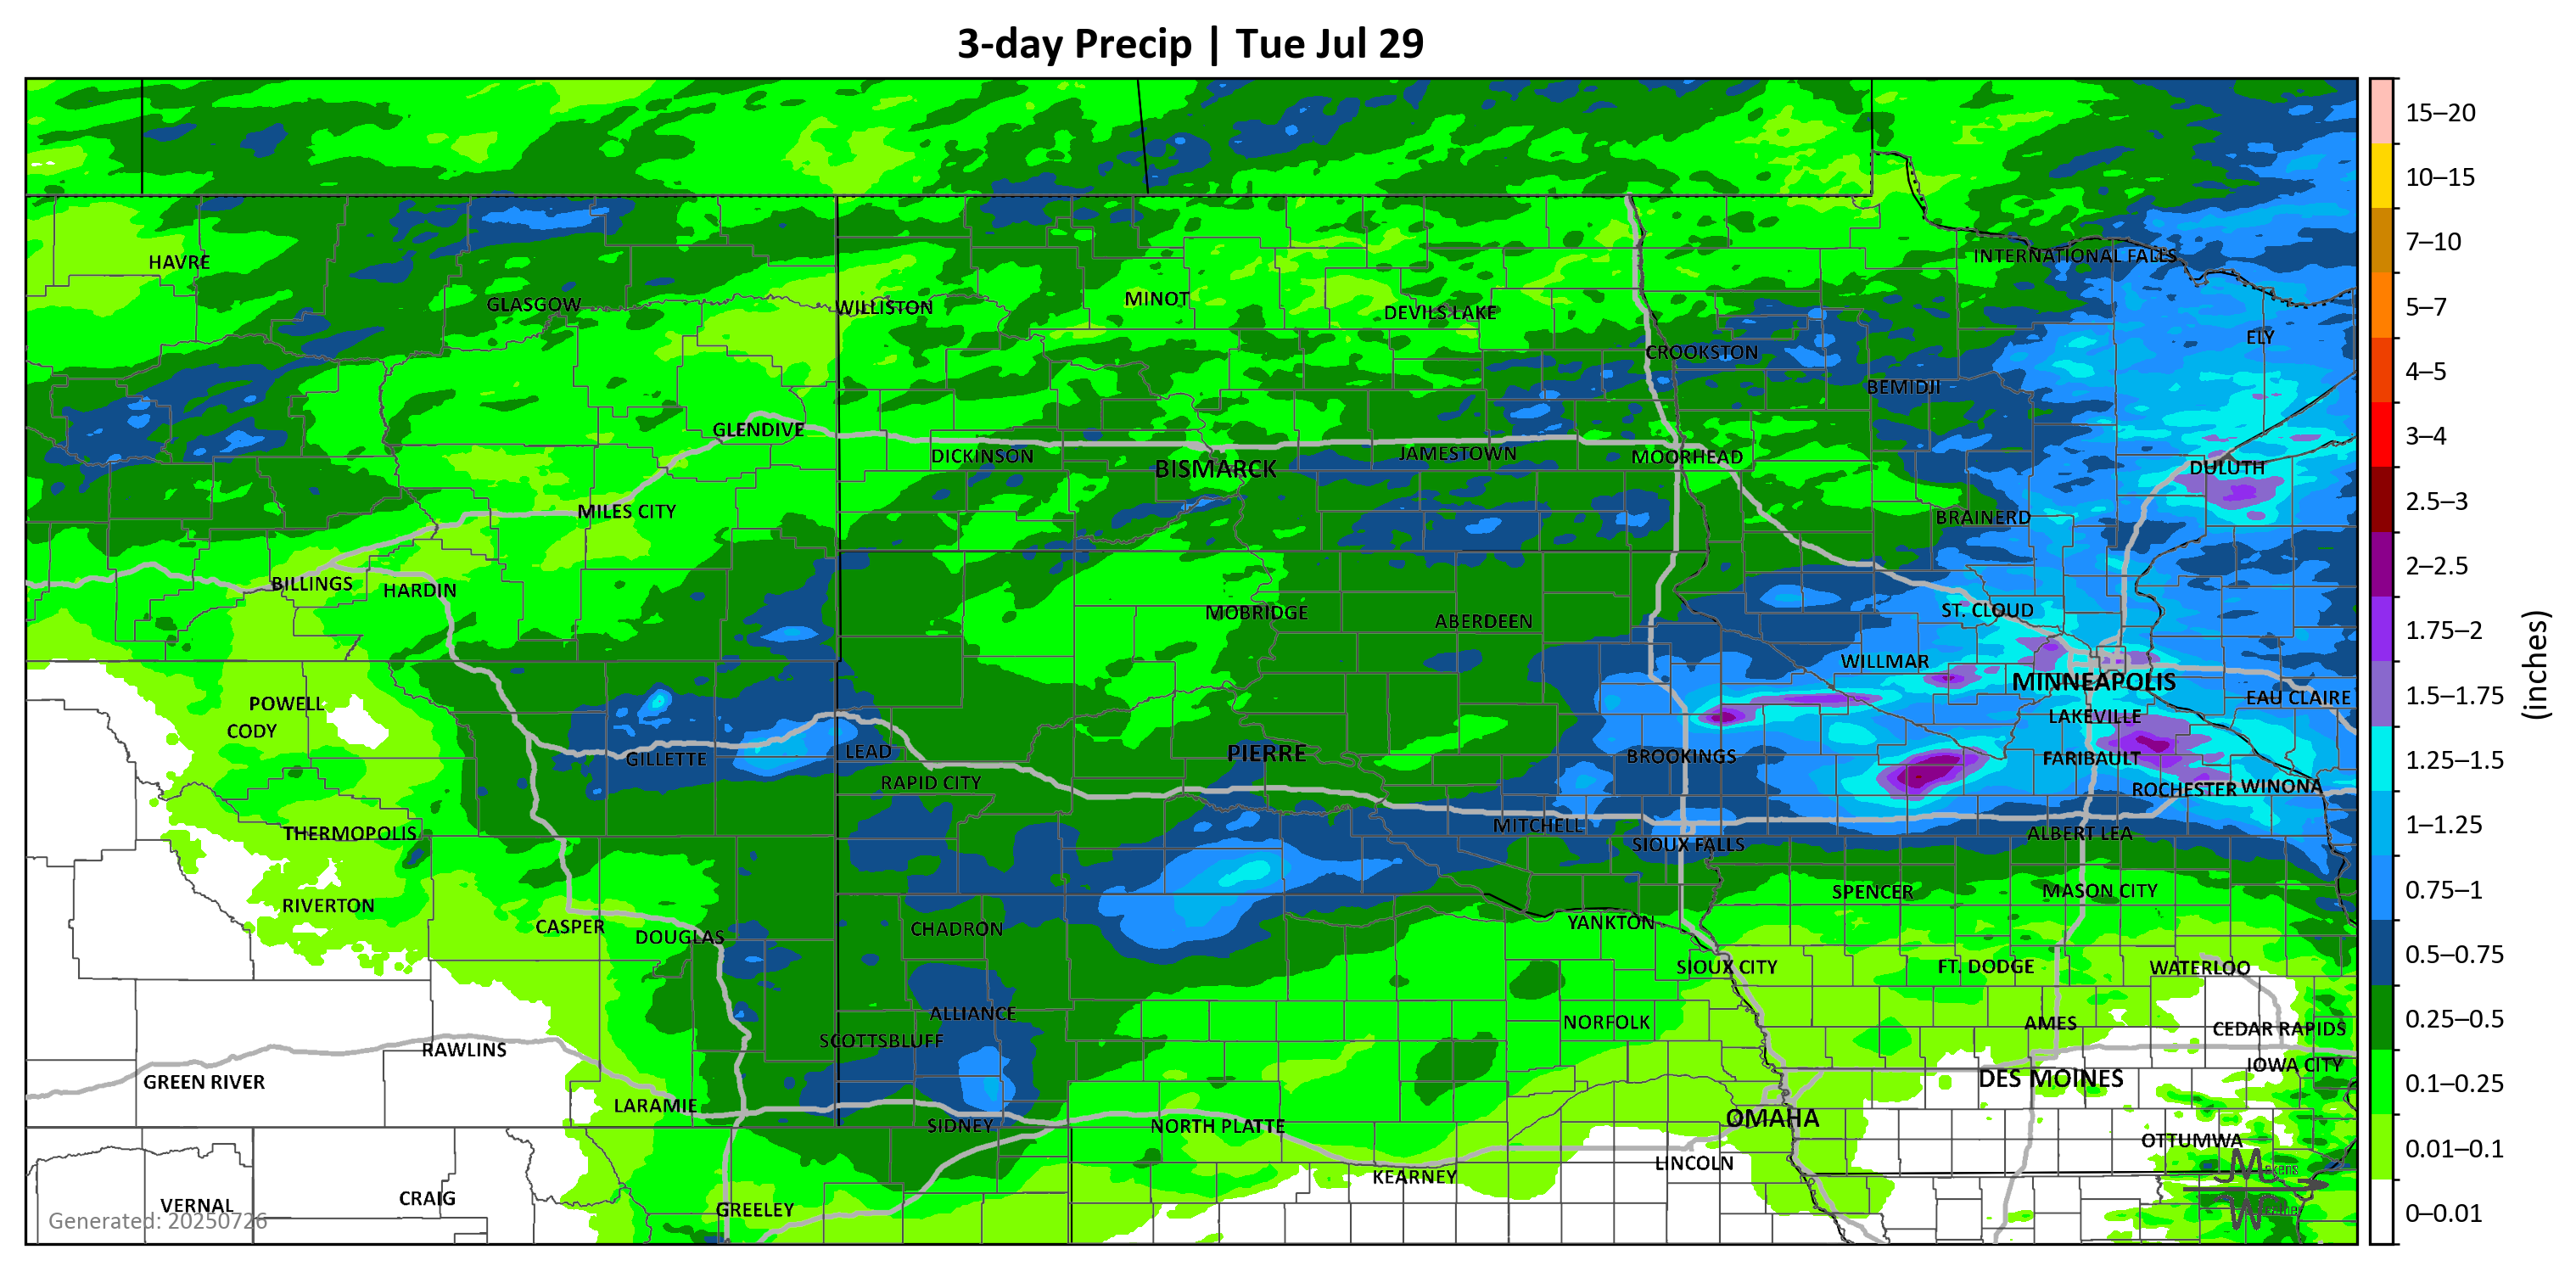 3-day Precip | Tue Jul 29
INTERNATIONAL FALLS
HAVRE
GLASGOW
WILLISTON
MINOT
DEVILS LAKE
ELY
CROOKSTON
BEMIDJI
GLENDIVE
DICKINSON
BISMARCK
JAMESTOWN
MOORHEAD
DULUTH
MILES CITY
BRAINERD
BILLINGS
HARDIN
MOBRIDGE
ABERDEEN
ST. CLOUD
WILLMAR
MINNEAPOLIS
EAU CLAIRE
POWELL
CODY
LAKEVILLE
GILLETTE
LEAD
PIERRE
BROOKINGS
FARIBAULT
RAPID CITY
ROCHESTER
WINONA
THERMOPOLIS
MITCHELL
SIOUX FALLS
ALBERT LEA
RIVERTON
SPENCER
MASON CITY
CASPER
DOUGLAS
CHADRON
YANKTON
SIOUX CITY
FT. DODGE
WATERLOO
ALLIANCE
SCOTTSBLUFF
NORFOLK
AMES
CEDAR RAPIDS
RAWLINS
GREEN RIVER
IOWA CITY
DES MOINES
LARAMIE
SIDNEY
NORTH PLATTE
OMAHA
OTTUMWA
LINCOLN
KEARNEY
VERNAL
CRAIG
GREELEY
Generated: 20250726
15–20
10–15
7–10
5–7
4–5
3–4
2.5–3
2–2.5
1.75–2
1.5–1.75
1.25–1.5
1–1.25
0.75–1
0.5–0.75
0.25–0.5
0.1–0.25
0.01–0.1
0–0.01
(inches)